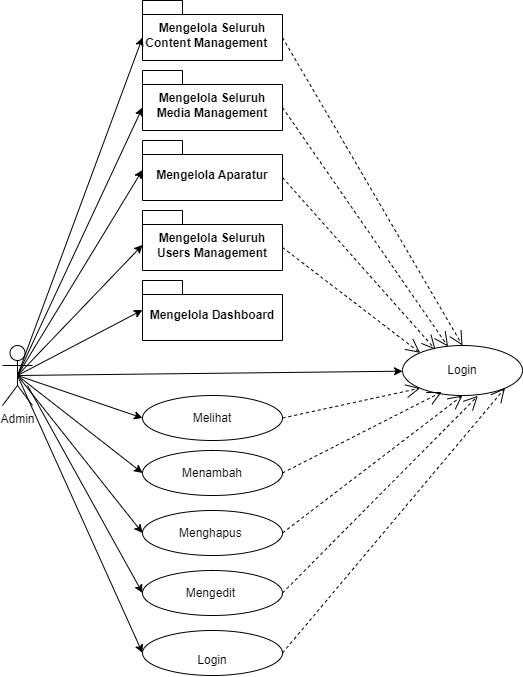 Mengelola Seluruh
Content Management
Mengelola Seluruh
Media Management
Mengelola Aparatur
Mengelola Seluruh
Users Management
Mengelola Dashboard
Admin
Login
Melihat
Menambah
Menghapus
Mengedit
Login